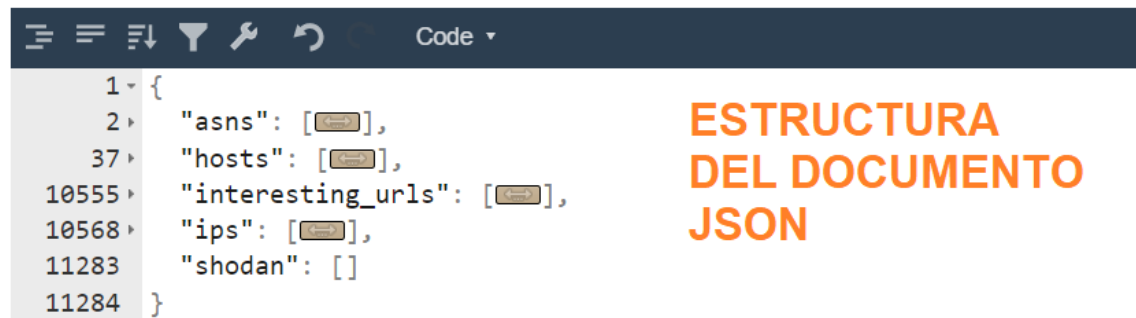 Code
1 {
2 "asns": [],
37 "hosts": [],
10555 "interesting_urls": [],
10568 "ips": [],
11283 "shodan": []
11284 }
ESTRUCTURA
DEL DOCUMENTO
JSON